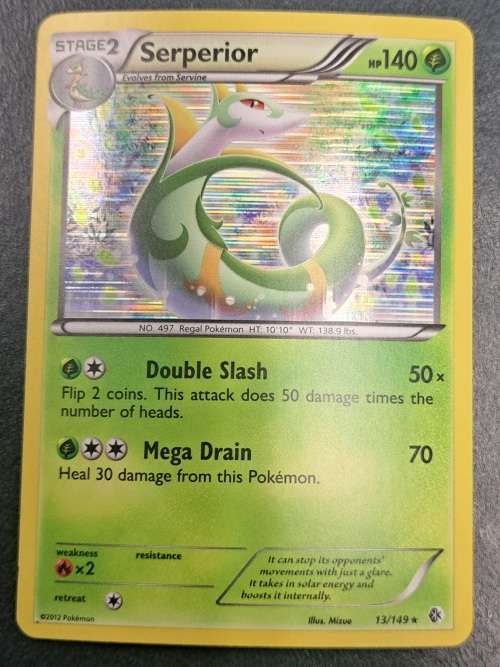 STAGE2 Serperior HP140
Evolves from Servine
NO. 497 Regal Pokémon HT: 10'10" WT: 138.9 lbs.
Double Slash 50x
Flip 2 coins. This attack does 50 damage times the
number of heads.
Mega Drain 70
Heal 30 damage from this Pokémon.
weakness resistance
×2
retreat
It can stop its opponents'
movements with just a glare.
It takes in solar energy and
boosts it internally.
©2012 Pokémon Illus. Mizue 13/149 ★